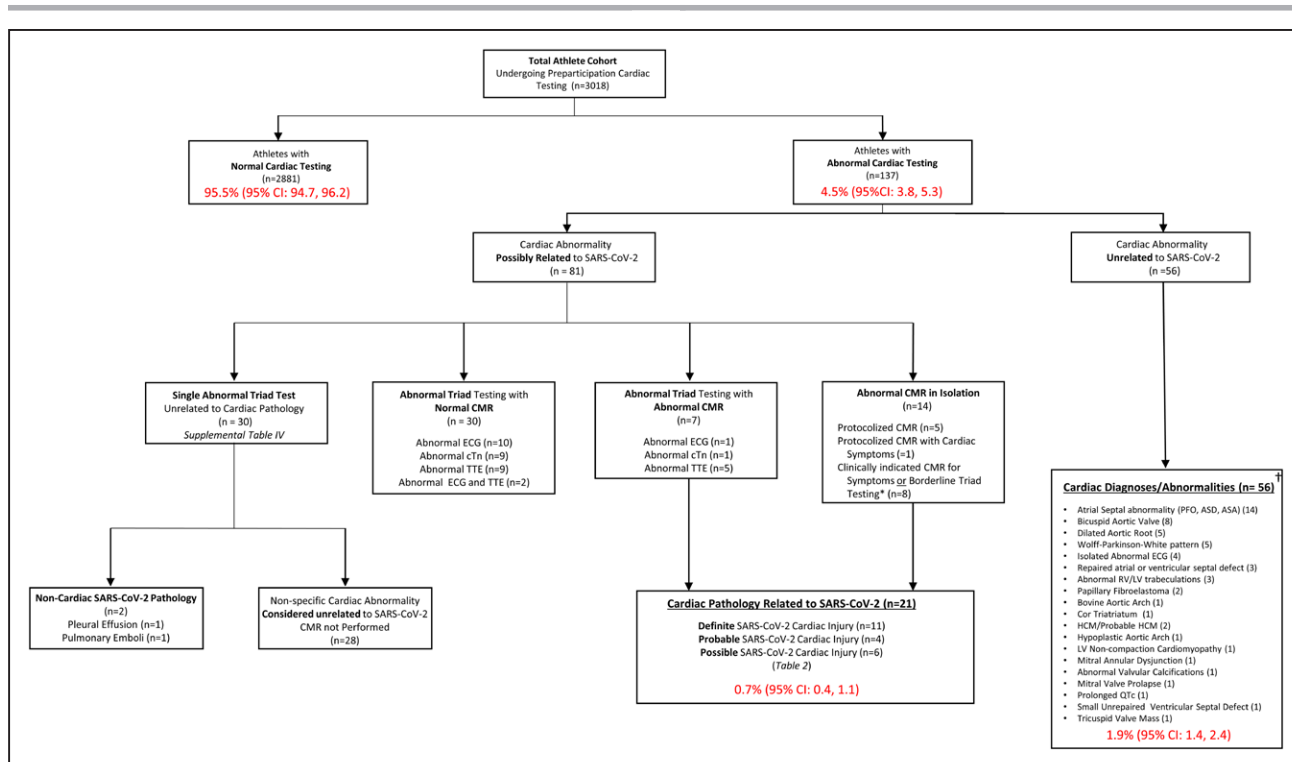 Total Athlete Cohort
Undergoing Preparticipation Cardiac
Testing (n=3018)
Athletes with
Normal Cardiac Testing
(n=2881)
95.5% (95% CI: 94.7, 96.2)
Athletes with
Abnormal Cardiac Testing
(n=137)
4.5% (95%CI: 3.8, 5.3)
Cardiac Abnormality
Possibly Related to SARS-CoV-2
(n = 81)
Cardiac Abnormality
Unrelated to SARS-CoV-2
(n =56)
Single Abnormal Triad Test
Unrelated to Cardiac Pathology
(n = 30)
Supplemental Table IV
Abnormal Triad Testing with
Normal CMR
(n = 30)
Abnormal ECG (n=10)
Abnormal cTn (n=9)
Abnormal TTE (n=9)
Abnormal ECG and TTE (n=2)
Abnormal Triad Testing with
Abnormal CMR
(n=7)
Abnormal ECG (n=1)
Abnormal cTn (n=1)
Abnormal TTE (n=5)
Abnormal CMR in Isolation
(n=14)
Protocolized CMR (n=5)
Protocolized CMR with Cardiac
Symptoms (=1)
Clinically indicated CMR for
Symptoms or Borderline Triad
Testing* (n=8)
Non-Cardiac SARS-CoV-2 Pathology
(n=2)
Pleural Effusion (n=1)
Pulmonary Emboli (n=1)
Non-specific Cardiac Abnormality
Considered unrelated to SARS-CoV-2
CMR not Performed
(n=28)
Cardiac Pathology Related to SARS-CoV-2 (n=21)
Definite SARS-CoV-2 Cardiac Injury (n=11)
Probable SARS-CoV-2 Cardiac Injury (n=4)
Possible SARS-CoV-2 Cardiac Injury (n=6)
(Table 2)
0.7% (95% CI: 0.4, 1.1)
Cardiac Diagnoses/Abnormalities (n= 56)†
• Atrial Septal abnormality (PFO, ASD, ASA) (14)
• Bicuspid Aortic Valve (8)
• Dilated Aortic Root (5)
• Wolff-Parkinson-White pattern (5)
• Isolated Abnormal ECG (4)
• Repaired atrial or ventricular septal defect (3)
• Abnormal RV/LV trabeculations (3)
• Papillary Fibroelastoma (2)
• Bovine Aortic Arch (1)
• Cor Triatriatum (1)
• HCM/Probable HCM (2)
• Hypoplastic Aortic Arch (1)
• LV Non-compaction Cardiomyopathy (1)
• Mitral Annular Dysjunction (1)
• Abnormal Valvular Calcifications (1)
• Mitral Valve Prolapse (1)
• Prolonged QTc (1)
• Small Unrepaired Ventricular Septal Defect (1)
• Tricuspid Valve Mass (1)
1.9% (95% CI: 1.4, 2.4)